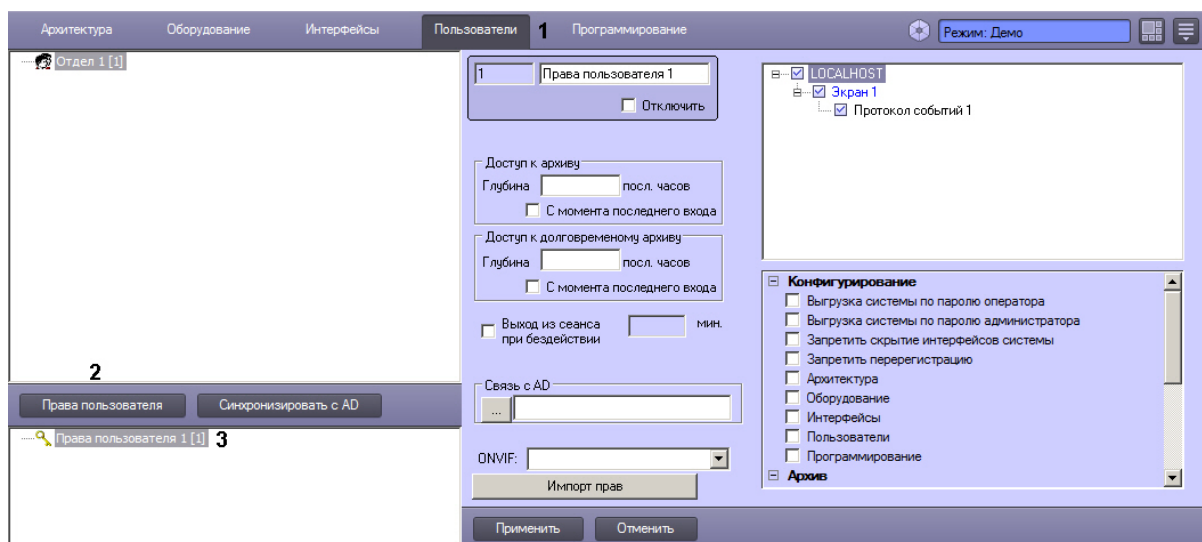 Архитектура Оборудование Интерфейсы Пользователи 1 Программирование Режим: Демо
Отдел 1 [1]
2
Права пользователя Синхронизировать с AD
Права пользователя 1 [1] 3
1 Права пользователя 1
Отключить
Доступ к архиву
Глубина посл. часов
С момента последнего входа
Доступ к долговременому архиву
Глубина посл. часов
С момента последнего входа
Выход из сеанса мин.
при бездействии
Связь с AD
...
ONVIF:
Импорт прав
Применить Отменить
LOCALHOST
Экран 1
Протокол событий 1
Конфигурирование
Выгрузка системы по паролю оператора
Выгрузка системы по паролю администратора
Запретить скрытие интерфейсов системы
Запретить перерегистрацию
Архитектура
Оборудование
Интерфейсы
Пользователи
Программирование
Архив